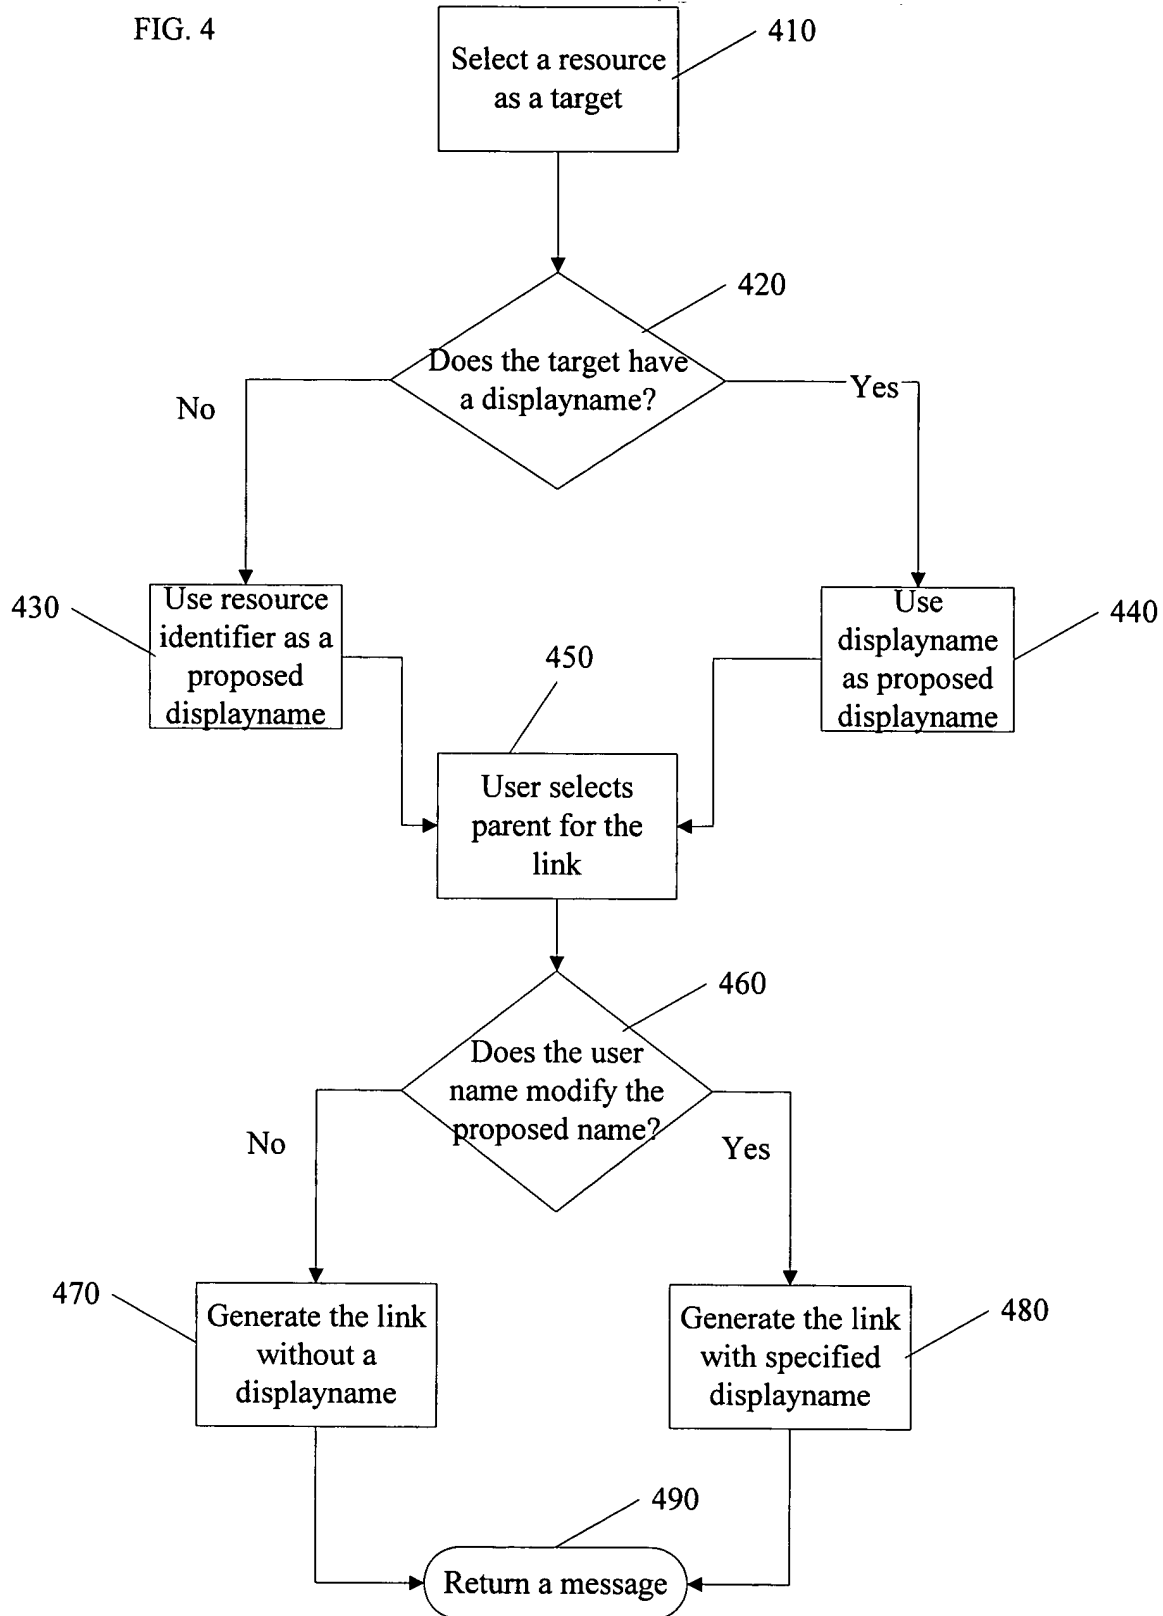 FIG. 4
410
Select a resource
as a target
420
Does the target have
a displayname?
No
Yes
430
Use resource
identifier as a
proposed
displayname
440
Use
displayname
as proposed
displayname
450
User selects
parent for the
link
460
Does the user
name modify the
proposed name?
No
Yes
470
Generate the link
without a
displayname
480
Generate the link
with specified
displayname
490
Return a message